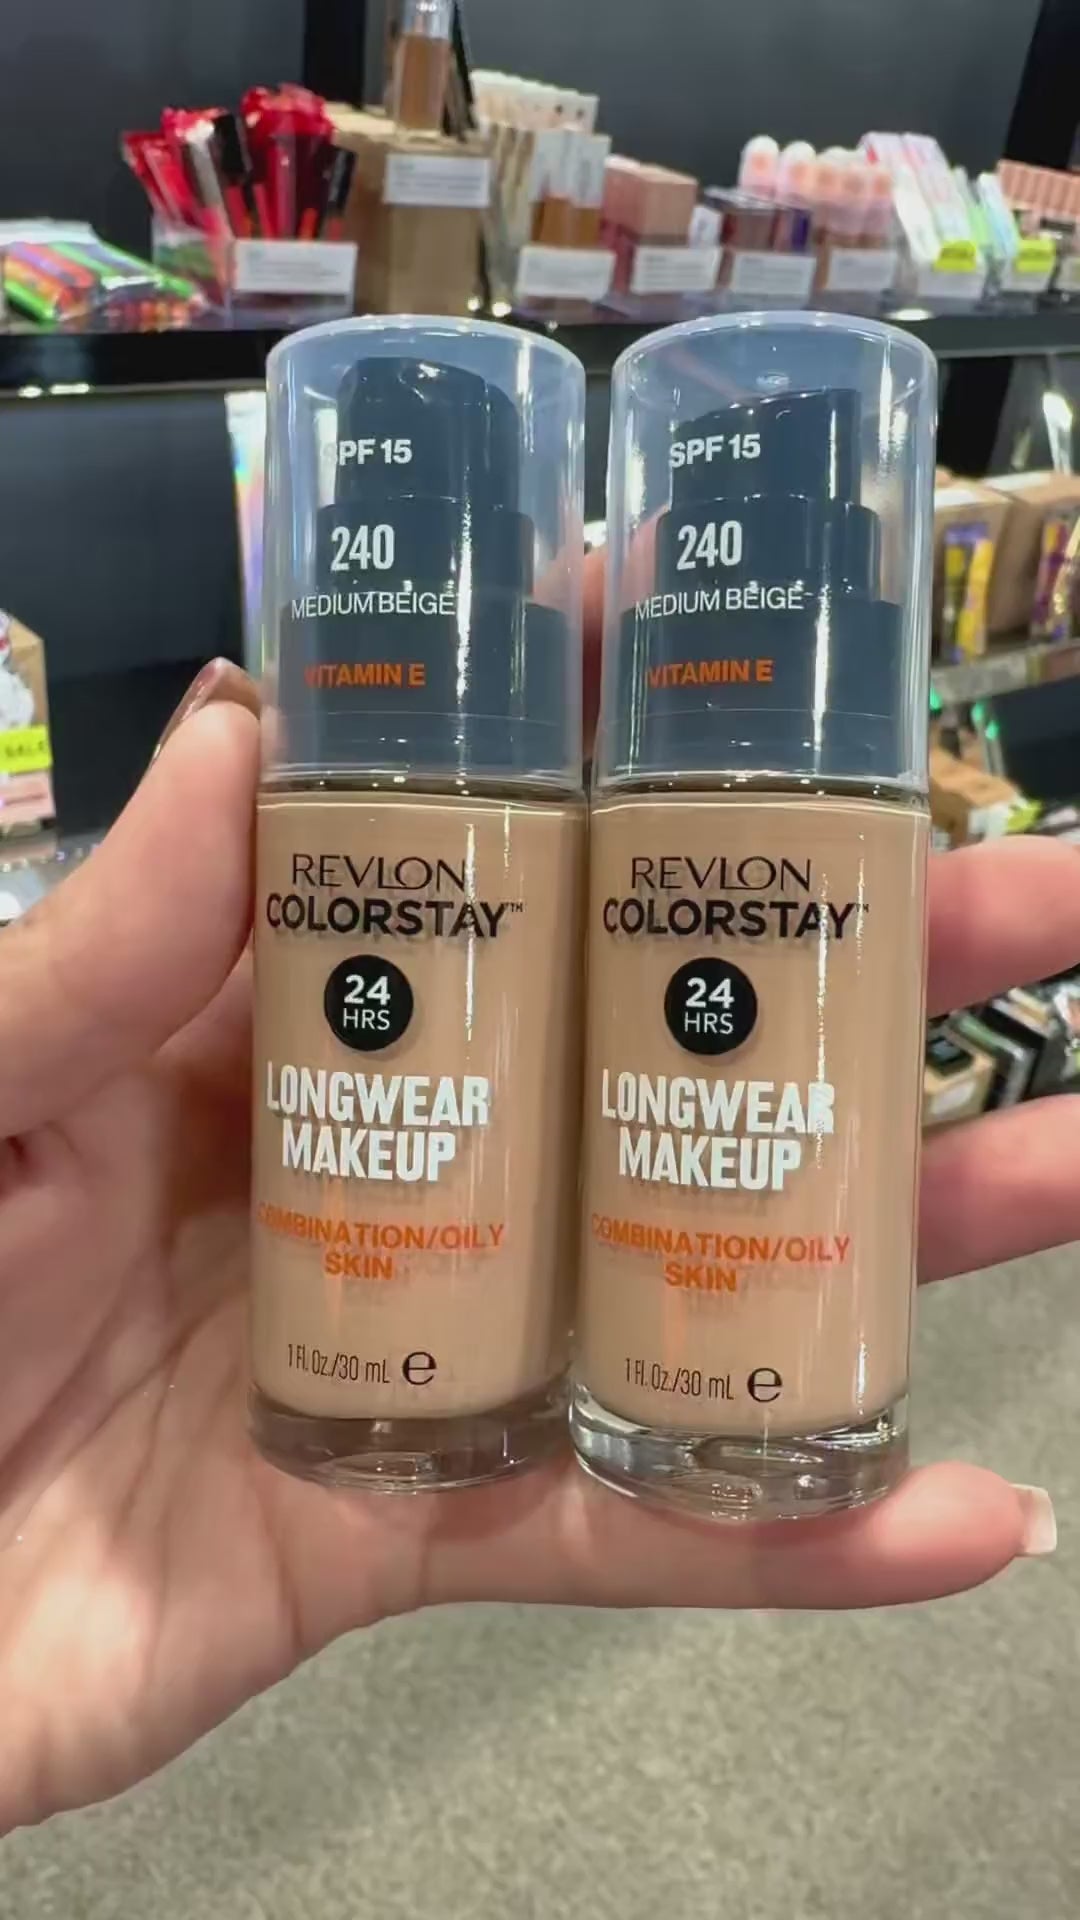 SPF 15
240
MEDIUM BEIGE
VITAMIN E
REVLON
COLORSTAY™
24
HRS
LONGWEAR
MAKEUP
COMBINATION/OILY
SKIN
1 Fl. Oz./30 mL ℮
SPF 15
240
MEDIUM BEIGE
VITAMIN E
REVLON
COLORSTAY™
24
HRS
LONGWEAR
MAKEUP
COMBINATION/OILY
SKIN
1 Fl. Oz./30 mL ℮
SALE